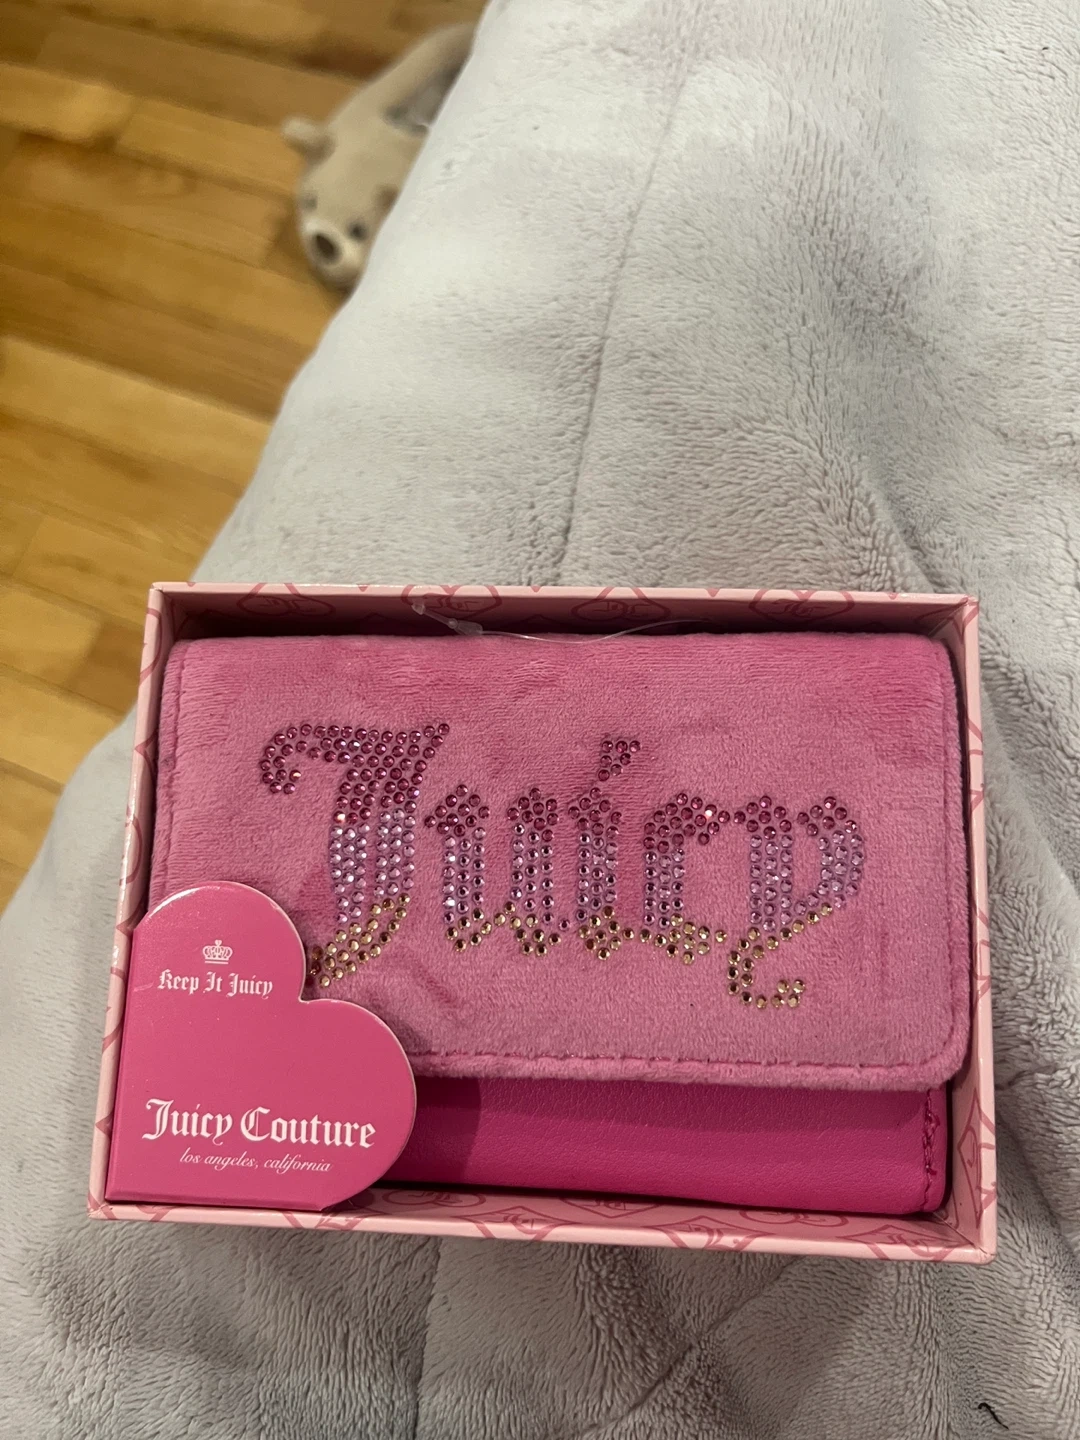 Juicy
Keep It Juicy
Juicy Couture
los angeles, california